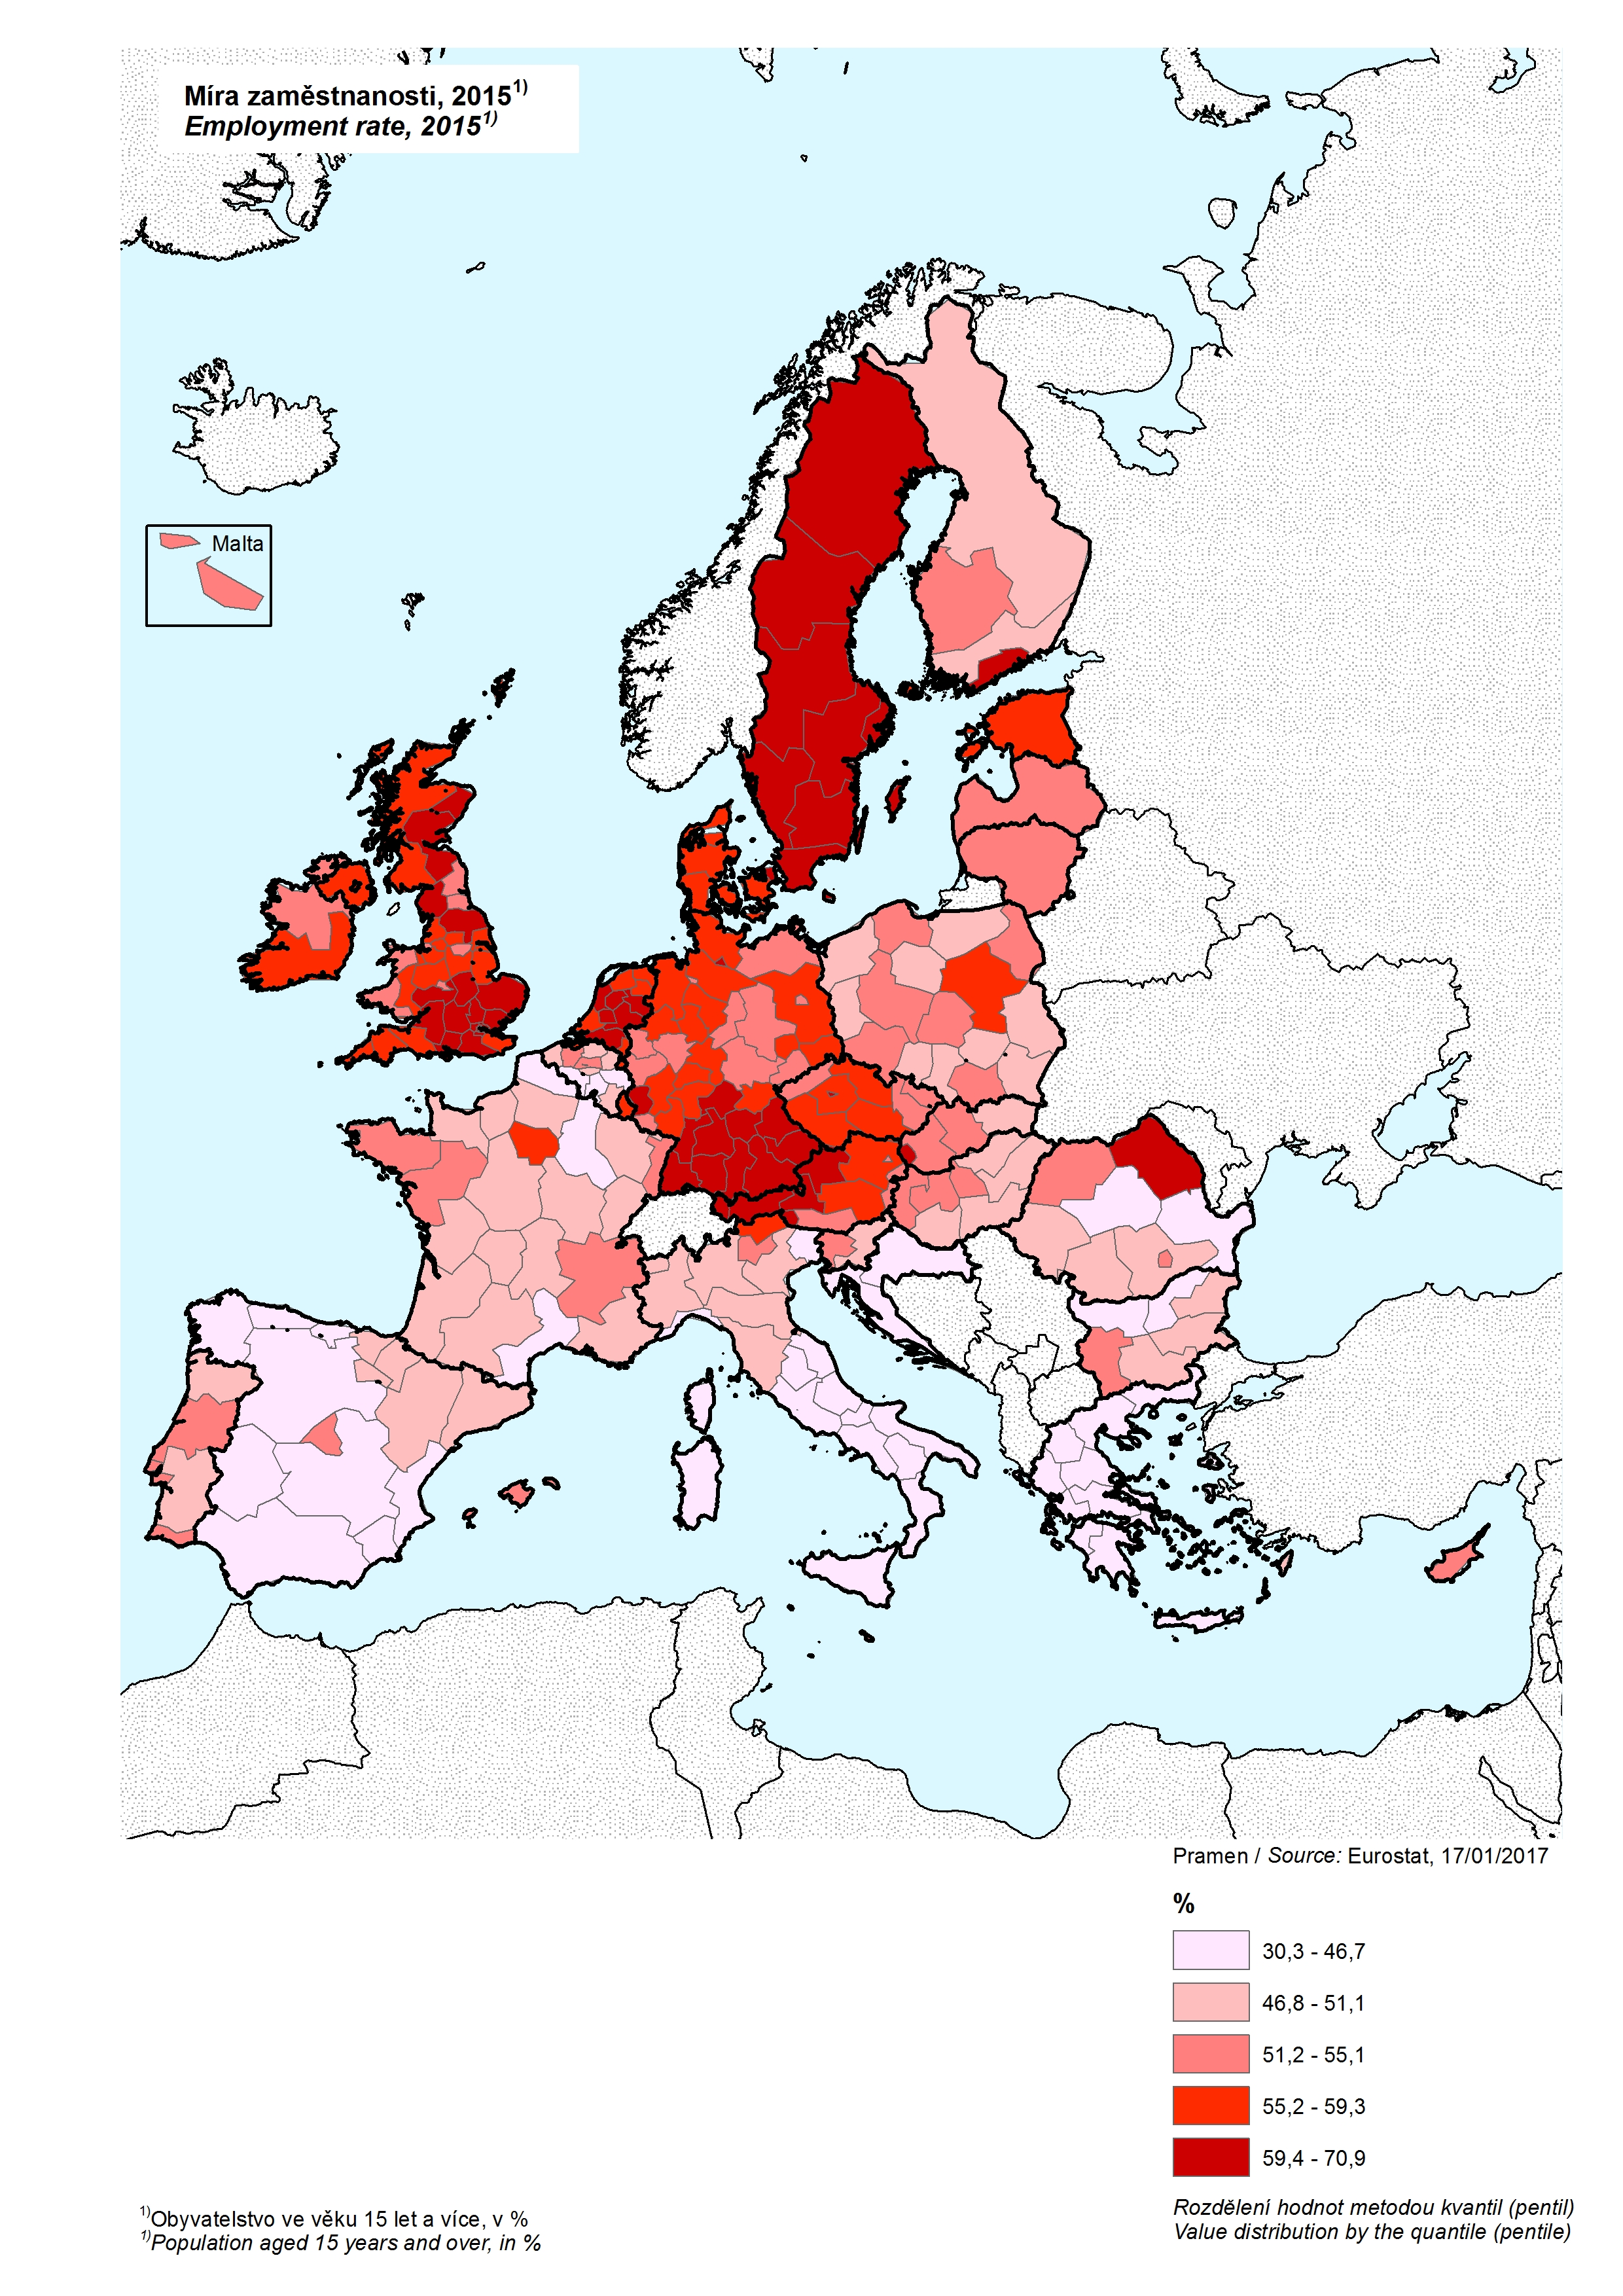 Míra zaměstnanosti, 2015¹⁾
Employment rate, 2015¹⁾
Malta
Pramen / Source: Eurostat, 17/01/2017
%
30,3 - 46,7
46,8 - 51,1
51,2 - 55,1
55,2 - 59,3
59,4 - 70,9
Rozdělení hodnot metodou kvantil (pentil)
Value distribution by the quantile (pentile)
¹⁾Obyvatelstvo ve věku 15 let a více, v %
¹⁾Population aged 15 years and over, in %